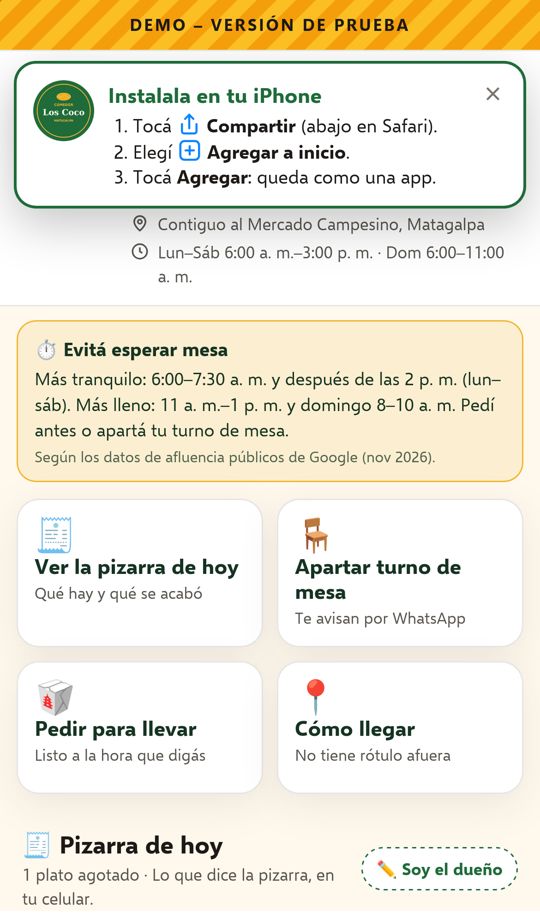 DEMO – VERSIÓN DE PRUEBA
COMEDOR
Los Coco
MATAGALPA
Instalala en tu iPhone
1. Tocá Compartir (abajo en Safari).
2. Elegí Agregar a inicio.
3. Tocá Agregar: queda como una app.
Contiguo al Mercado Campesino, Matagalpa
Lun–Sáb 6:00 a. m.–3:00 p. m. · Dom 6:00–11:00
a. m.
Evitá esperar mesa
Más tranquilo: 6:00–7:30 a. m. y después de las 2 p. m. (lun–
sáb). Más lleno: 11 a. m.–1 p. m. y domingo 8–10 a. m. Pedí
antes o apartá tu turno de mesa.
Según los datos de afluencia públicos de Google (nov 2026).
Ver la pizarra de hoy
Qué hay y qué se acabó
Apartar turno de
mesa
Te avisan por WhatsApp
Pedir para llevar
Listo a la hora que digás
Cómo llegar
No tiene rótulo afuera
Pizarra de hoy
1 plato agotado · Lo que dice la pizarra, en
tu celular.
Soy el dueño